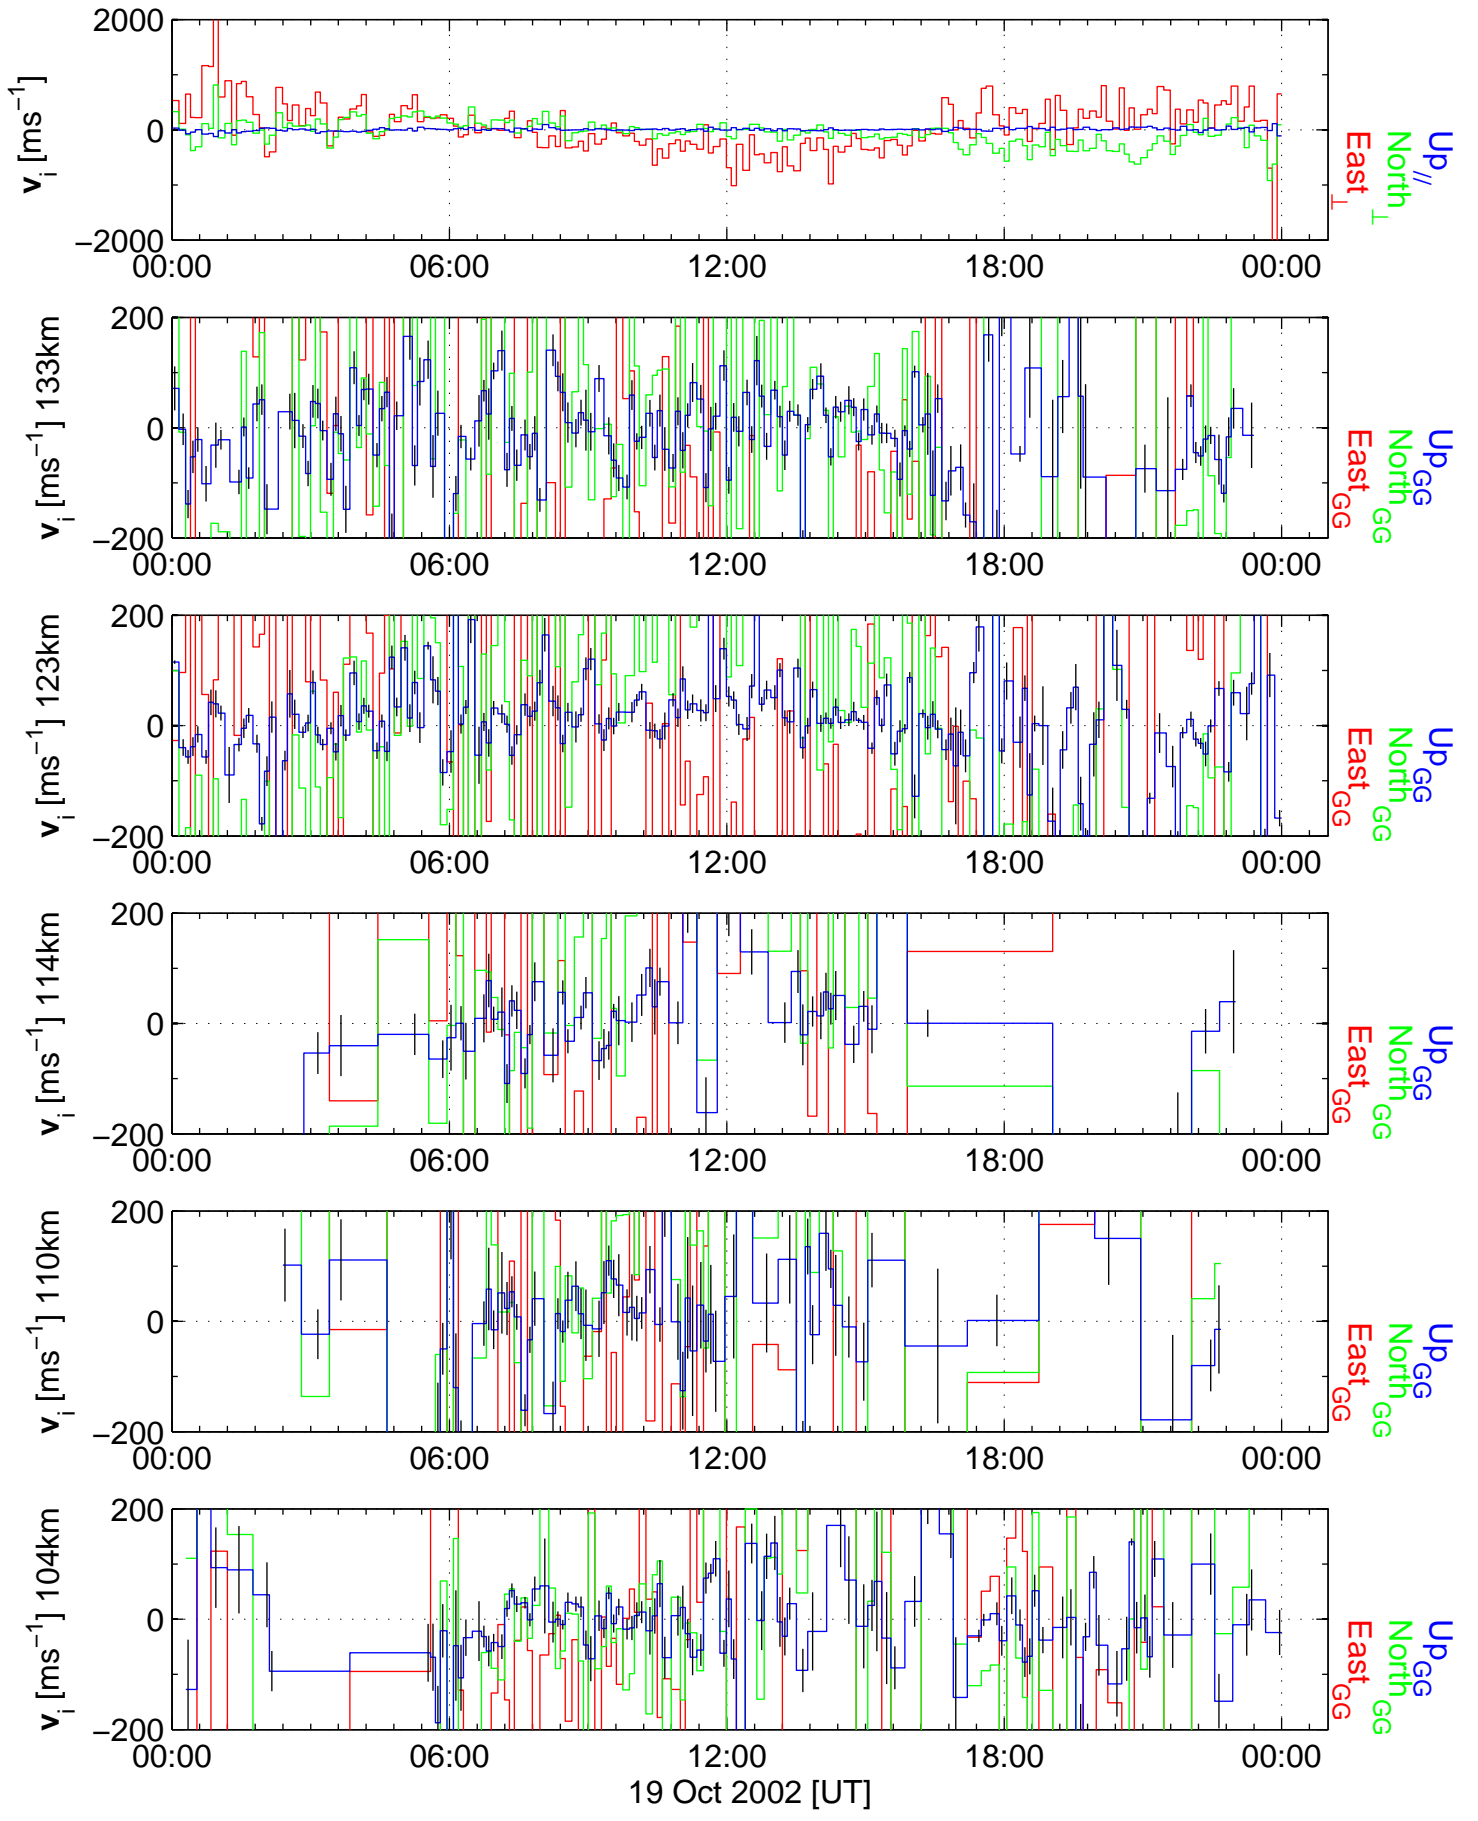 2000
0
−2000
v_i [ms^−1]
00:00 06:00 12:00 18:00 00:00
Up_//
North_⊥
East_⊥
200
0
−200
v_i [ms^−1] 133km
00:00 06:00 12:00 18:00 00:00
Up_GG
North_GG
East_GG
200
0
−200
v_i [ms^−1] 123km
00:00 06:00 12:00 18:00 00:00
Up_GG
North_GG
East_GG
200
0
−200
v_i [ms^−1] 114km
00:00 06:00 12:00 18:00 00:00
Up_GG
North_GG
East_GG
200
0
−200
v_i [ms^−1] 110km
00:00 06:00 12:00 18:00 00:00
Up_GG
North_GG
East_GG
200
0
−200
v_i [ms^−1] 104km
00:00 06:00 12:00 18:00 00:00
Up_GG
North_GG
East_GG
19 Oct 2002 [UT]